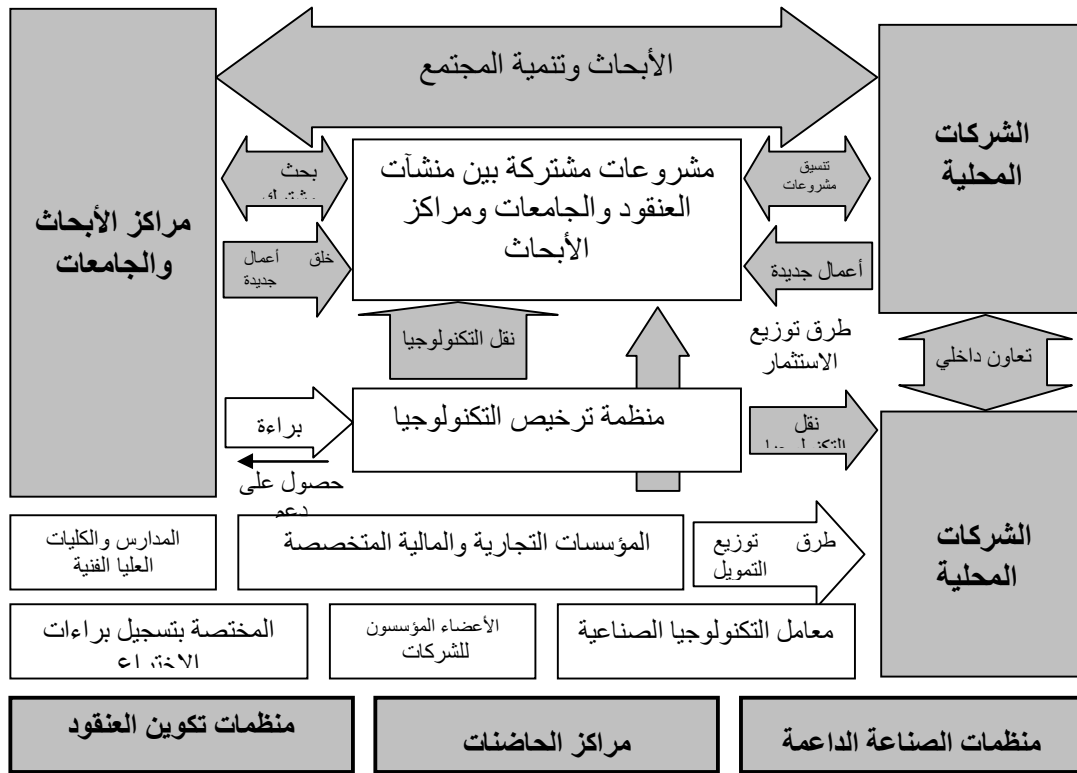 الأبحاث وتنمية المجتمع
الشركات
المحلية
مراكز الأبحاث
والجامعات
تنسيق
مشروعات
مشروعات مشتركة بين منشآت
العنقود والجامعات ومراكز
الأبحاث
بحث
أعمال جديدة
خلق أعمال
جديدة
طرق توزيع
الاستثمار
نقل التكنولوجيا
تعاون داخلي
منظمة ترخيص التكنولوجيا
نقل
براءة
حصول على
دعم
الشركات
المحلية
طرق توزيع
التمويل
المؤسسات التجارية والمالية المتخصصة
المدارس والكليات
العليا الفنية
معامل التكنولوجيا الصناعية
الأعضاء المؤسسون
للشركات
المختصة بتسجيل براءات
الاختراع
منظمات الصناعة الداعمة
مراكز الحاضنات
منظمات تكوين العنقود